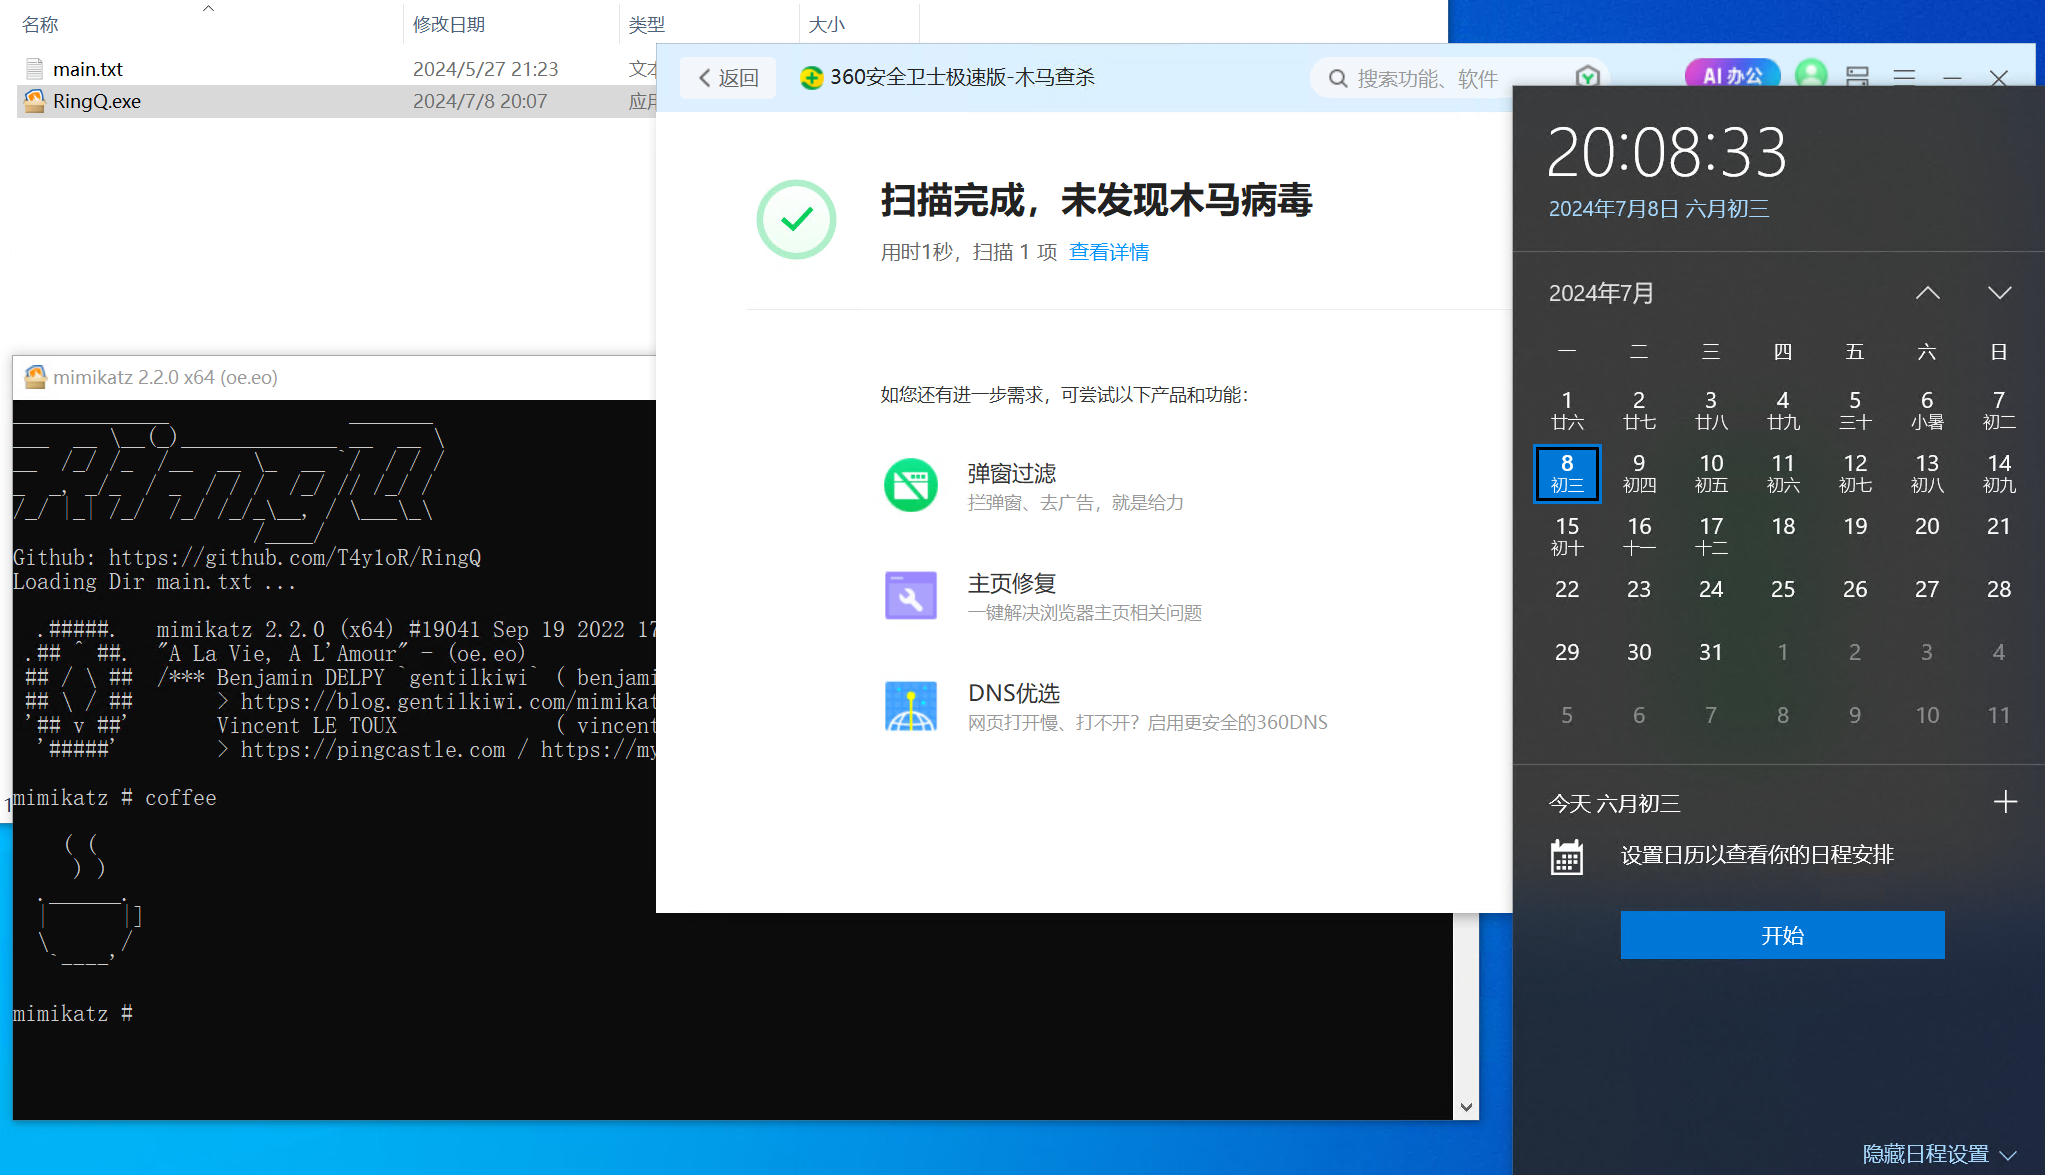 名称 修改日期 类型 大小
main.txt 2024/5/27 21:23 文本
RingQ.exe 2024/7/8 20:07 应用
返回 360安全卫士极速版-木马查杀 搜索功能、软件 AI 办公
扫描完成，未发现木马病毒
用时1秒，扫描 1 项 查看详情
如您还有进一步需求，可尝试以下产品和功能：
弹窗过滤
拦弹窗、去广告，就是给力
主页修复
一键解决浏览器主页相关问题
DNS优选
网页打开慢、打不开？启用更安全的360DNS
mimikatz 2.2.0 x64 (oe.eo)
RingQ
Github: https://github.com/T4y1oR/RingQ
Loading Dir main.txt ...
.#####. mimikatz 2.2.0 (x64) #19041 Sep 19 2022 17
.## ^ ##. "A La Vie, A L'Amour" - (oe.eo)
## / \ ## /*** Benjamin DELPY `gentilkiwi` ( benjami
## \ / ## > https://blog.gentilkiwi.com/mimikat
'## v ##' Vincent LE TOUX ( vincent
'#####' > https://pingcastle.com / https://my
mimikatz # coffee
mimikatz #
20:08:33
2024年7月8日 六月初三
2024年7月
一 二 三 四 五 六 日
1 2 3 4 5 6 7
廿六 廿七 廿八 廿九 三十 小暑 初二
8 9 10 11 12 13 14
初三 初四 初五 初六 初七 初八 初九
15 16 17 18 19 20 21
初十 十一 十二
22 23 24 25 26 27 28
29 30 31 1 2 3 4
5 6 7 8 9 10 11
今天 六月初三
设置日历以查看你的日程安排
开始
隐藏日程设置